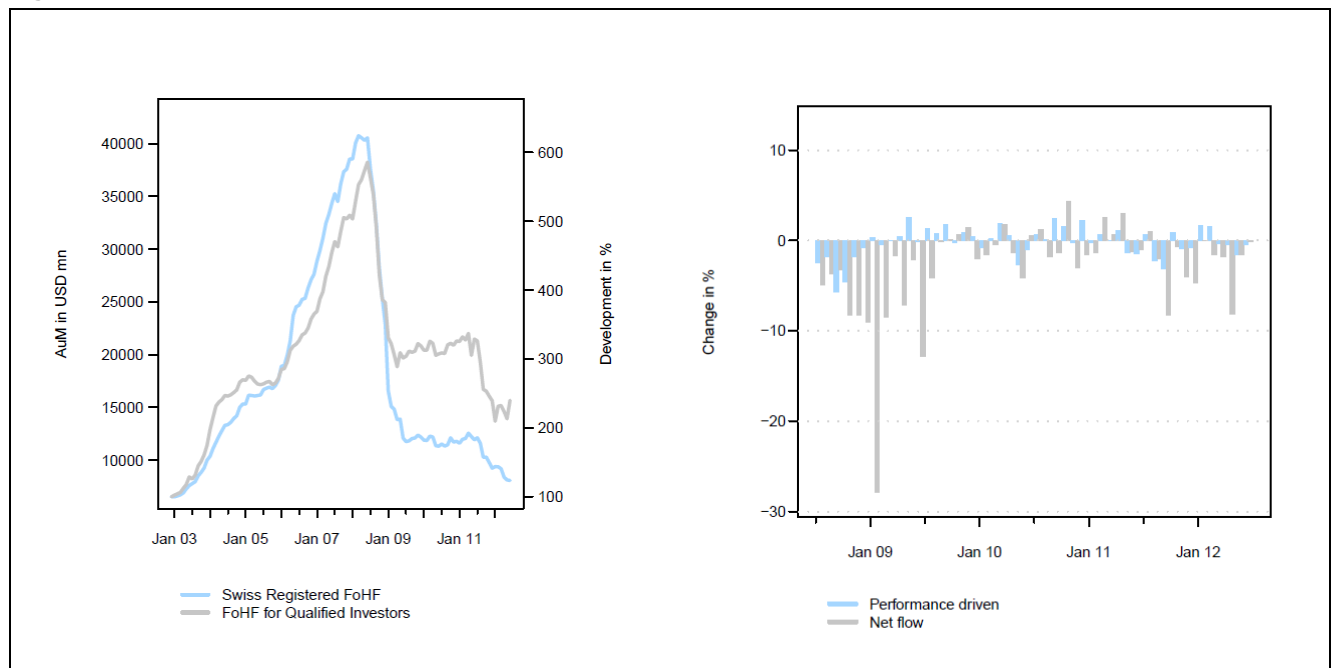 AuM in USD mn
40000
35000
30000
25000
20000
15000
10000
600
500
400
300
200
100
Development in %
Jan 03 Jan 05 Jan 07 Jan 09 Jan 11
Swiss Registered FoHF
FoHF for Qualified Investors
Change in %
10
0
−10
−20
−30
Jan 09 Jan 10 Jan 11 Jan 12
Performance driven
Net flow